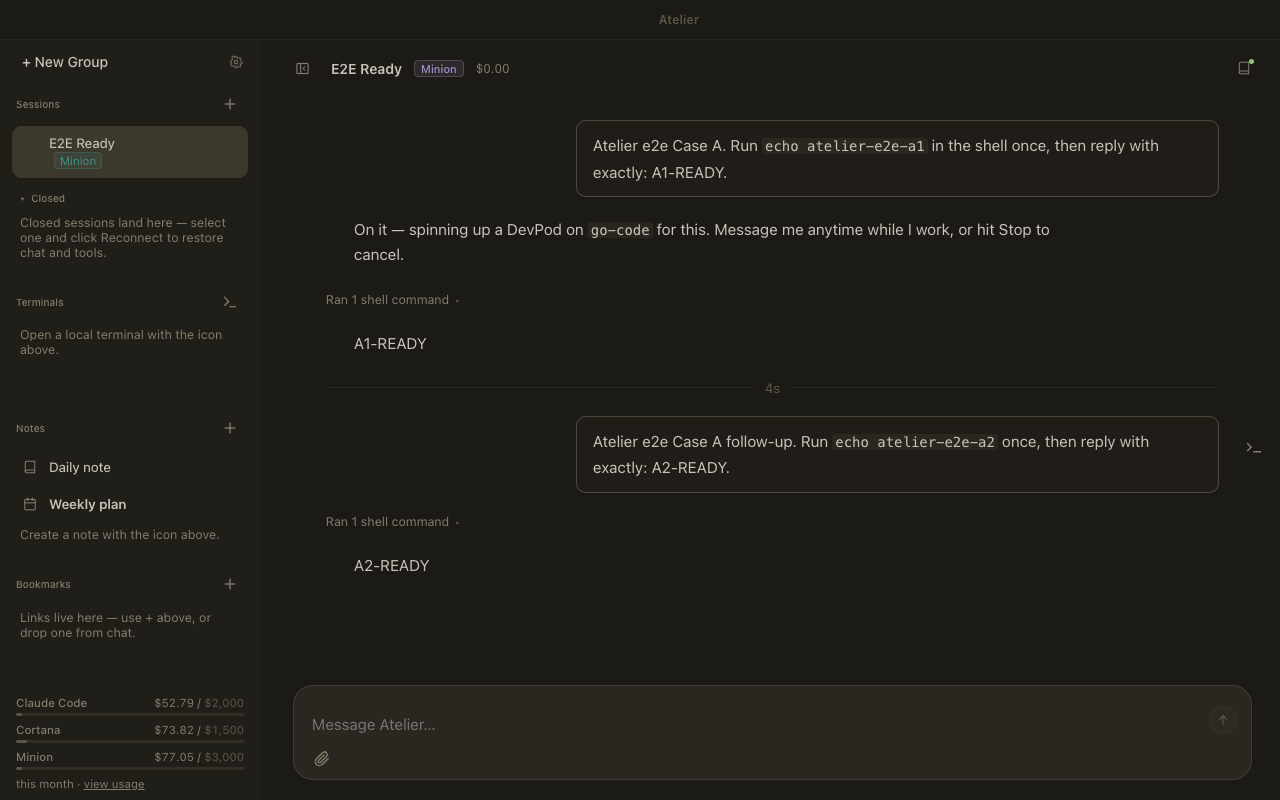 Atelier
+ New Group
Sessions
E2E Ready
Minion
Closed
Closed sessions land here — select
one and click Reconnect to restore
chat and tools.
Terminals
Open a local terminal with the icon
above.
Notes
Daily note
Weekly plan
Create a note with the icon above.
Bookmarks
Links live here — use + above, or
drop one from chat.
Claude Code $52.79 / $2,000
Cortana $73.82 / $1,500
Minion $77.05 / $3,000
this month · view usage
E2E Ready Minion $0.00
Atelier e2e Case A. Run echo atelier-e2e-a1 in the shell once, then reply with
exactly: A1-READY.
On it — spinning up a DevPod on go-code for this. Message me anytime while I work, or hit Stop to
cancel.
Ran 1 shell command
A1-READY
4s
Atelier e2e Case A follow-up. Run echo atelier-e2e-a2 once, then reply with
exactly: A2-READY.
Ran 1 shell command
A2-READY
Message Atelier...